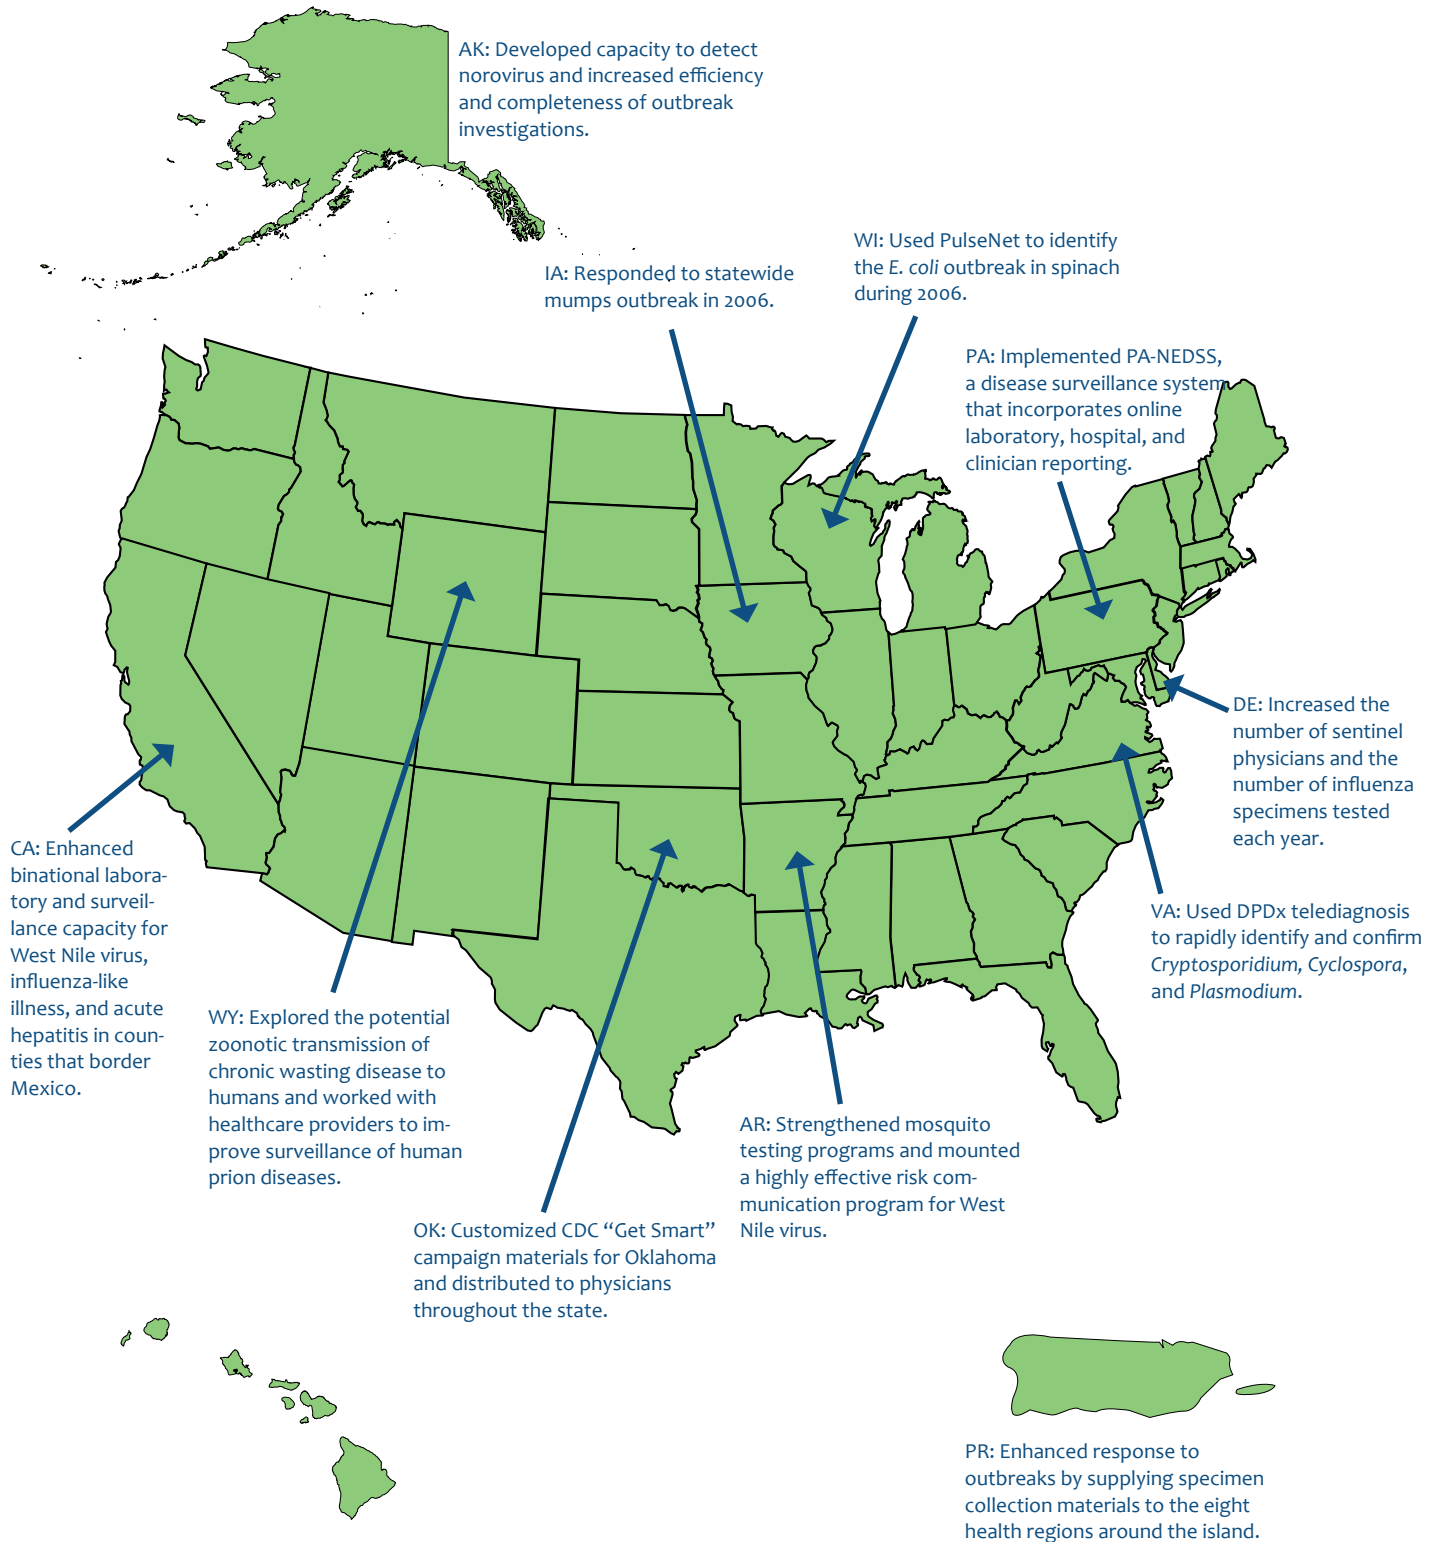 AK: Developed capacity to detect
norovirus and increased efficiency
and completeness of outbreak
investigations.
WI: Used PulseNet to identify
the E. coli outbreak in spinach
during 2006.
IA: Responded to statewide
mumps outbreak in 2006.
PA: Implemented PA-NEDSS,
a disease surveillance system
that incorporates online
laboratory, hospital, and
clinician reporting.
DE: Increased the
number of sentinel
physicians and the
number of influenza
specimens tested
each year.
CA: Enhanced
binational labora-
tory and surveil-
lance capacity for
West Nile virus,
influenza-like
illness, and acute
hepatitis in coun-
ties that border
Mexico.
VA: Used DPDx telediagnosis
to rapidly identify and confirm
Cryptosporidium, Cyclospora,
and Plasmodium.
WY: Explored the potential
zoonotic transmission of
chronic wasting disease to
humans and worked with
healthcare providers to im-
prove surveillance of human
prion diseases.
AR: Strengthened mosquito
testing programs and mounted
a highly effective risk com-
munication program for West
Nile virus.
OK: Customized CDC “Get Smart”
campaign materials for Oklahoma
and distributed to physicians
throughout the state.
PR: Enhanced response to
outbreaks by supplying specimen
collection materials to the eight
health regions around the island.